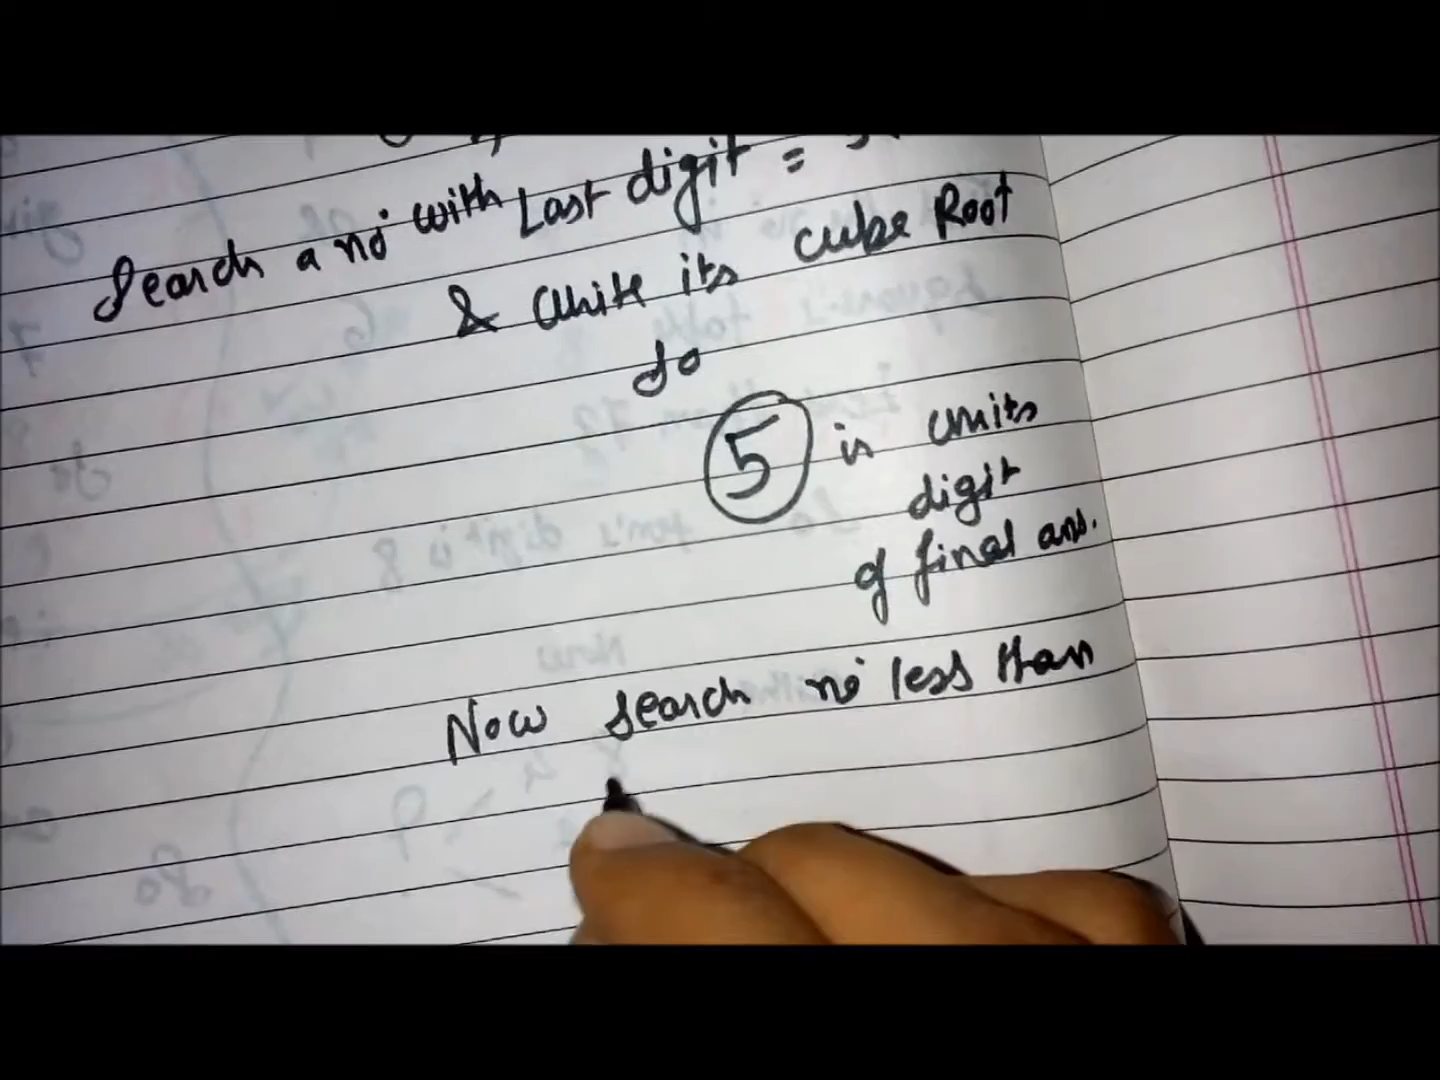 Search a no with Last digit =
& write its cube Root
So
5 is units
digit
of final ans.
Now search no less than